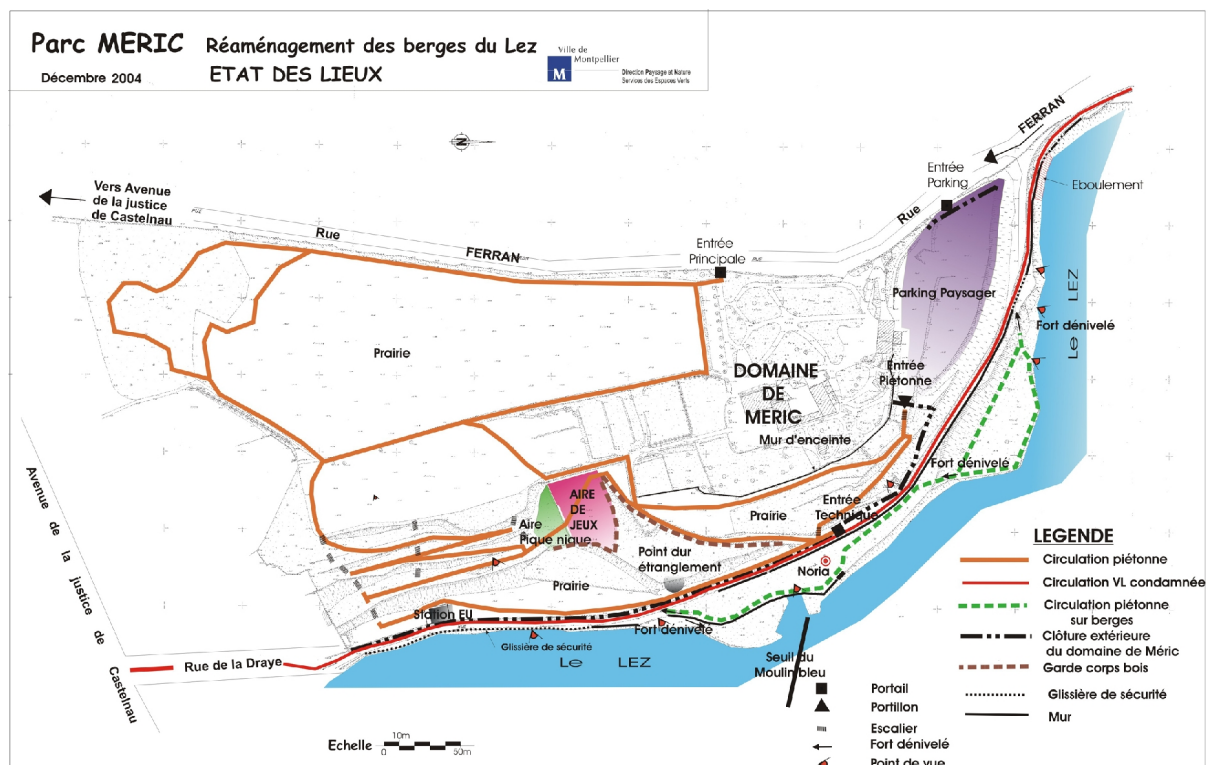 Parc MERIC
Réaménagement des berges du Lez
Décembre 2004
ETAT DES LIEUX
Ville de
Montpellier
M
Direction Paysage et Nature
Services des Espaces Verts
N
Vers Avenue
de la justice
de Castelnau
Rue
FERRAN
Entrée
Principale
Rue
FERRAN
Entrée
Parking
Eboulement
Parking Paysager
Le LEZ
Fort dénivelé
Prairie
DOMAINE
DE
MERIC
Entrée
Piétonne
Mur d'enceinte
Fort dénivelé
AIRE
DE
JEUX
Aire
Pique nique
Prairie
Entrée
Technique
Point dur
étranglement
Noria
Prairie
Station EU
Fort dénivelé
Glissière de sécurité
Le LEZ
Seuil du
Moulin bleu
Rue de la Draye
Avenue de la justice de Castelnau
Echelle
10m
0
50m
LEGENDE
Circulation piétonne
Circulation VL condamnée
Circulation piétonne
sur berges
Clôture extérieure
du domaine de Méric
Garde corps bois
Glissière de sécurité
Mur
Portail
Portillon
Escalier
Fort dénivelé
Point de vue